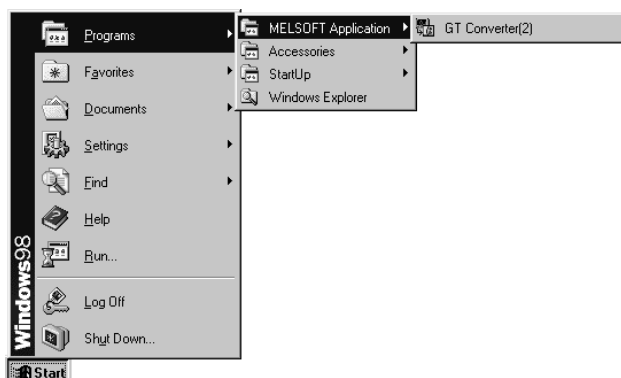 Programs
Favorites
Documents
Settings
Find
Help
Run...
Log Off
Shut Down...
Windows98
Start
MELSOFT Application
Accessories
StartUp
Windows Explorer
GT Converter(2)